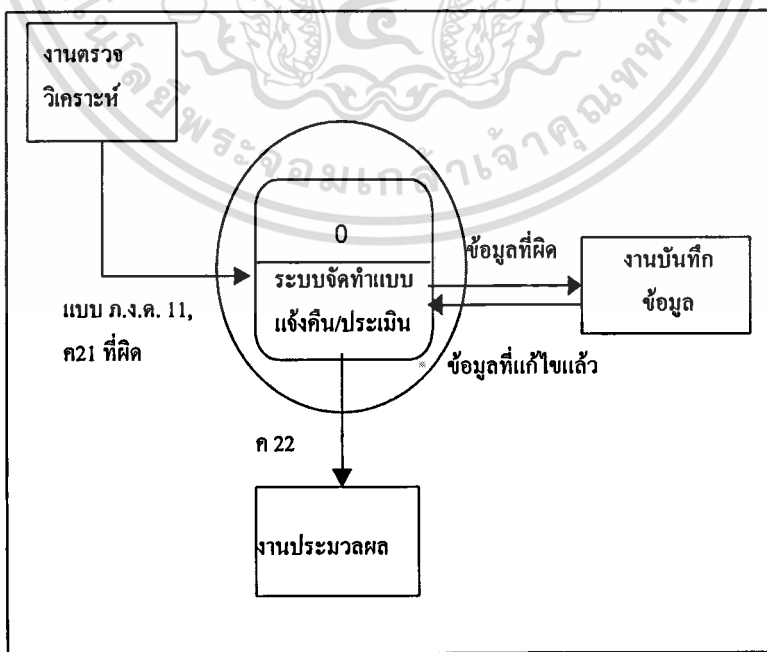 งานตรวจ
วิเคราะห์
0
ระบบจัดทำแบบ
แจ้งคืน/ประเมิน
ข้อมูลที่ผิด
งานบันทึก
ข้อมูล
แบบ ภ.ง.ด. 11,
ค21 ที่ผิด
ข้อมูลที่แก้ไขแล้ว
ค 22
งานประมวลผล